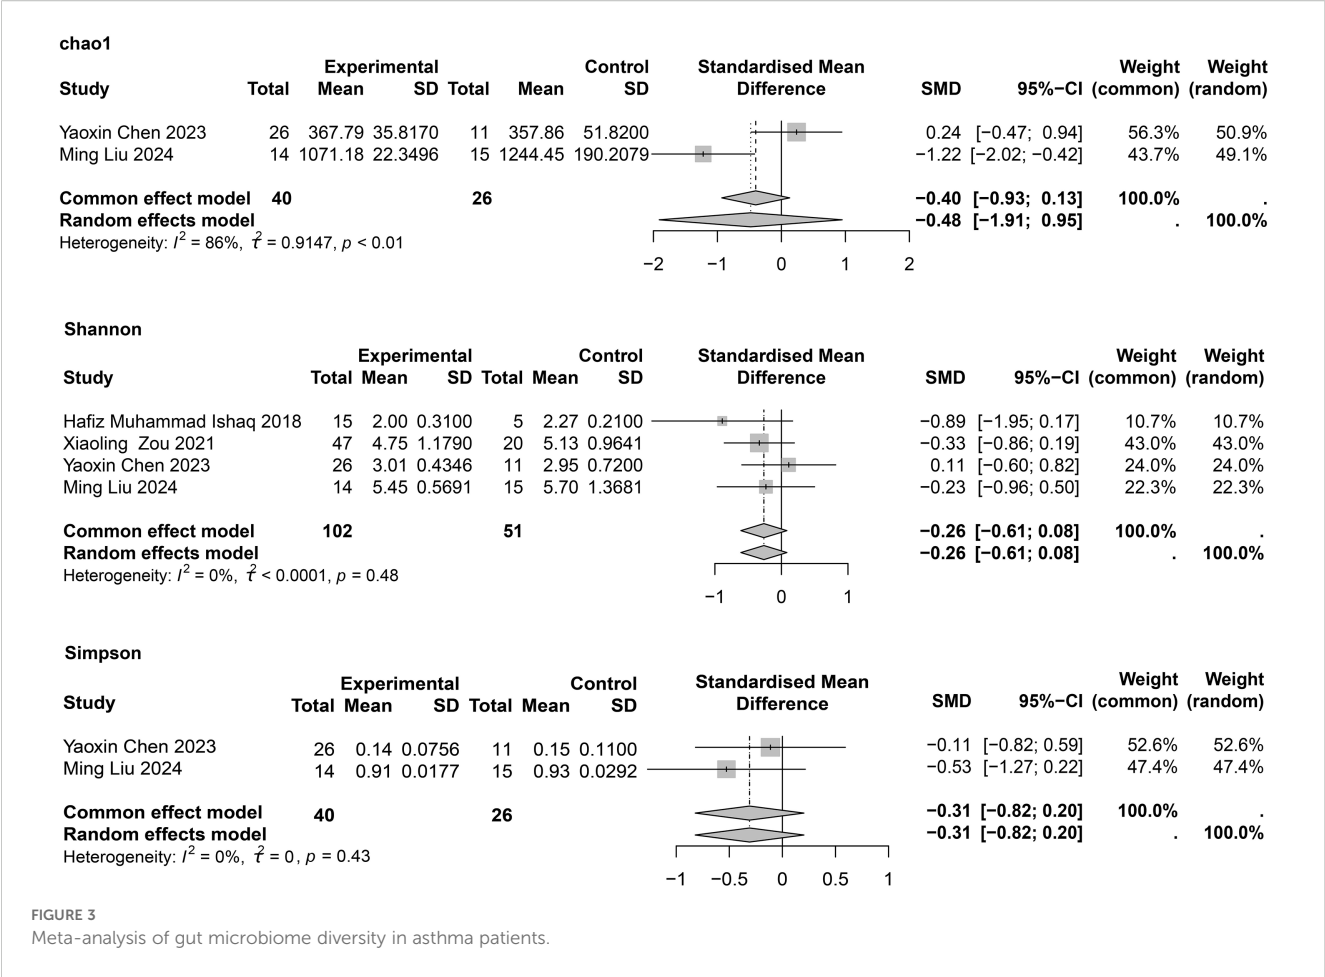 chao1
Experimental Control Standardised Mean Weight Weight
Study Total Mean SD Total Mean SD Difference SMD 95%−CI (common) (random)
Yaoxin Chen 2023 26 367.79 35.8170 11 357.86 51.8200 0.24 [−0.47; 0.94] 56.3% 50.9%
Ming Liu 2024 14 1071.18 22.3496 15 1244.45 190.2079 −1.22 [−2.02; −0.42] 43.7% 49.1%
Common effect model 40 26 −0.40 [−0.93; 0.13] 100.0% .
Random effects model −0.48 [−1.91; 0.95] . 100.0%
Heterogeneity: I² = 86%, τ² = 0.9147, p < 0.01
−2 −1 0 1 2
Shannon
Experimental Control Standardised Mean Weight Weight
Study Total Mean SD Total Mean SD Difference SMD 95%−CI (common) (random)
Hafiz Muhammad Ishaq 2018 15 2.00 0.3100 5 2.27 0.2100 −0.89 [−1.95; 0.17] 10.7% 10.7%
Xiaoling Zou 2021 47 4.75 1.1790 20 5.13 0.9641 −0.33 [−0.86; 0.19] 43.0% 43.0%
Yaoxin Chen 2023 26 3.01 0.4346 11 2.95 0.7200 0.11 [−0.60; 0.82] 24.0% 24.0%
Ming Liu 2024 14 5.45 0.5691 15 5.70 1.3681 −0.23 [−0.96; 0.50] 22.3% 22.3%
Common effect model 102 51 −0.26 [−0.61; 0.08] 100.0% .
Random effects model −0.26 [−0.61; 0.08] . 100.0%
Heterogeneity: I² = 0%, τ² < 0.0001, p = 0.48
−1 0 1
Simpson
Experimental Control Standardised Mean Weight Weight
Study Total Mean SD Total Mean SD Difference SMD 95%−CI (common) (random)
Yaoxin Chen 2023 26 0.14 0.0756 11 0.15 0.1100 −0.11 [−0.82; 0.59] 52.6% 52.6%
Ming Liu 2024 14 0.91 0.0177 15 0.93 0.0292 −0.53 [−1.27; 0.22] 47.4% 47.4%
Common effect model 40 26 −0.31 [−0.82; 0.20] 100.0% .
Random effects model −0.31 [−0.82; 0.20] . 100.0%
Heterogeneity: I² = 0%, τ² = 0, p = 0.43
−1 −0.5 0 0.5 1
FIGURE 3
Meta-analysis of gut microbiome diversity in asthma patients.